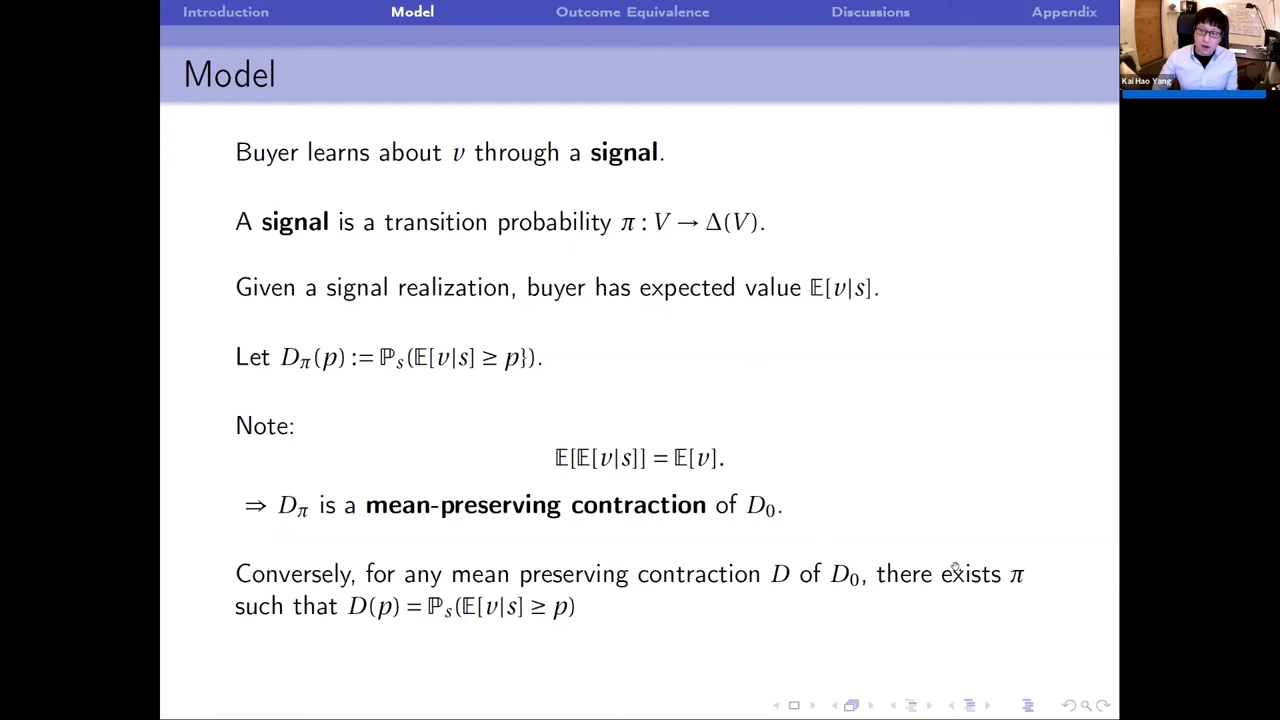 Introduction Model Outcome Equivalence Discussions Appendix
Model
Kai Hao Yang
Buyer learns about v through a signal.
A signal is a transition probability π : V → Δ(V).
Given a signal realization, buyer has expected value 𝔼[v|s].
Let D_π(p) := ℙ_s(𝔼[v|s] ≥ p}).
Note:
𝔼[𝔼[v|s]] = 𝔼[v].
⇒ D_π is a mean-preserving contraction of D_0.
Conversely, for any mean preserving contraction D of D_0, there exists π
such that D(p) = ℙ_s(𝔼[v|s] ≥ p)